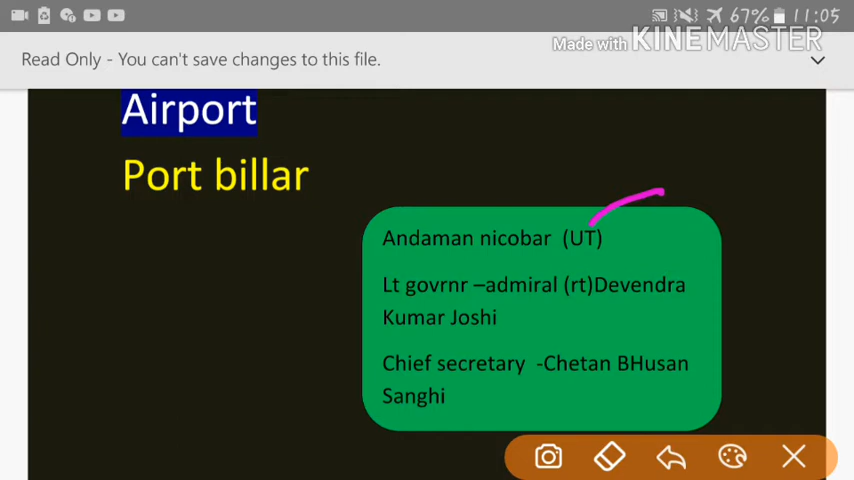 67% 11:05
Made with KINEMASTER
Read Only - You can't save changes to this file.
Airport
Port billar
Andaman nicobar (UT)
Lt govrnr –admiral (rt)Devendra
Kumar Joshi
Chief secretary -Chetan BHusan
Sanghi